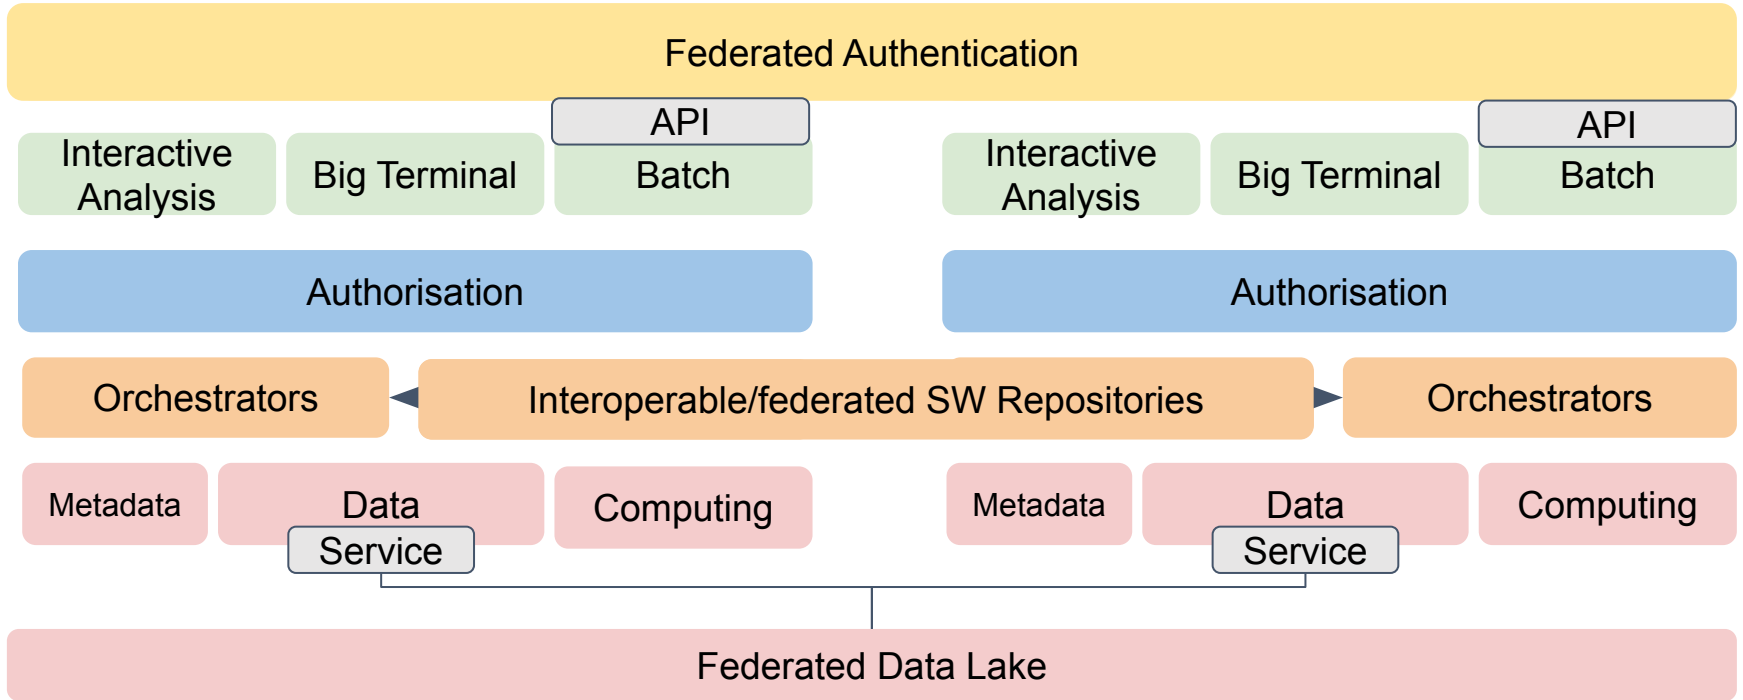 Federated Authentication
API
API
Interactive
Analysis
Big Terminal
Batch
Interactive
Analysis
Big Terminal
Batch
Authorisation
Authorisation
Orchestrators
Interoperable/federated SW Repositories
Orchestrators
Metadata
Data
Computing
Metadata
Data
Computing
Service
Service
Federated Data Lake